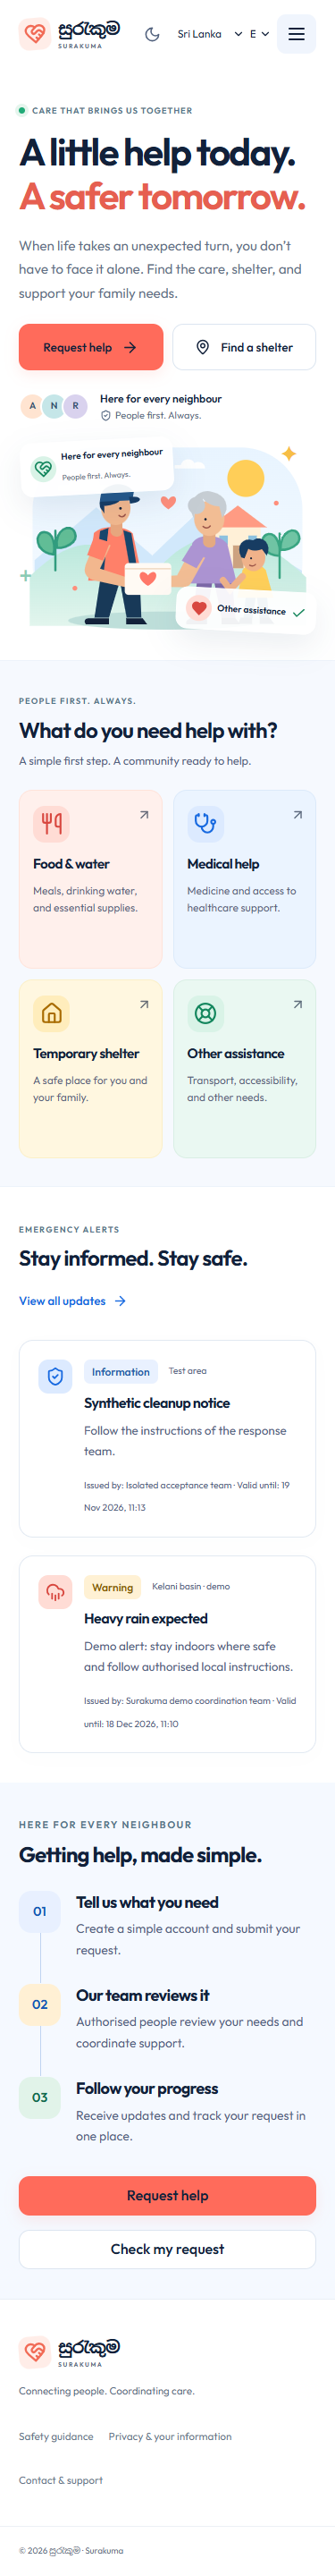 සුරැකුම
SURAKUMA
Sri Lanka
E
CARE THAT BRINGS US TOGETHER
A little help today.
A safer tomorrow.
When life takes an unexpected turn, you don’t
have to face it alone. Find the care, shelter, and
support your family needs.
Request help
Find a shelter
A N R
Here for every neighbour
People first. Always.
Here for every neighbour
People first. Always.
Other assistance
PEOPLE FIRST. ALWAYS.
What do you need help with?
A simple first step. A community ready to help.
Food & water
Meals, drinking water,
and essential supplies.
Medical help
Medicine and access to
healthcare support.
Temporary shelter
A safe place for you and
your family.
Other assistance
Transport, accessibility,
and other needs.
EMERGENCY ALERTS
Stay informed. Stay safe.
View all updates
Information
Test area
Synthetic cleanup notice
Follow the instructions of the response
team.
Issued by: Isolated acceptance team · Valid until: 19
Nov 2026, 11:13
Warning
Kelani basin · demo
Heavy rain expected
Demo alert: stay indoors where safe
and follow authorised local instructions.
Issued by: Surakuma demo coordination team · Valid
until: 18 Dec 2026, 11:10
HERE FOR EVERY NEIGHBOUR
Getting help, made simple.
01
Tell us what you need
Create a simple account and submit your
request.
02
Our team reviews it
Authorised people review your needs and
coordinate support.
03
Follow your progress
Receive updates and track your request in
one place.
Request help
Check my request
සුරැකුම
SURAKUMA
Connecting people. Coordinating care.
Safety guidance
Privacy & your information
Contact & support
© 2026 සුරැකුම · Surakuma